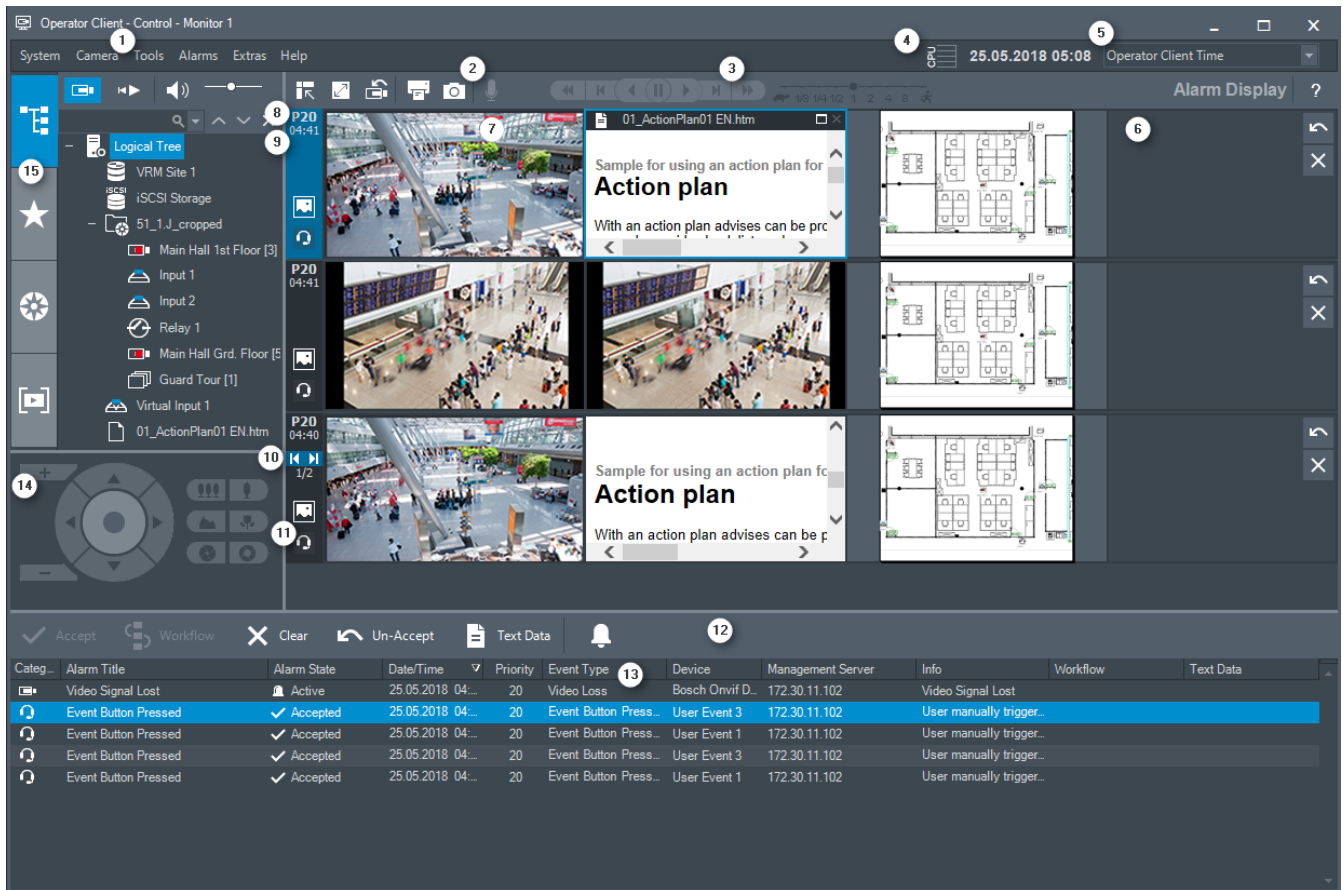 Operator Client - Control - Monitor 1
System Camera Tools Alarms Extras Help
1
4
CPU
25.05.2018 05:08
5
Operator Client Time
2
3
1/8 1/4 1/2 1 2 4 8
Alarm Display ?
8
9
P20
04:41
7
01_ActionPlan01 EN.htm
6
Sample for using an action plan for
Action plan
With an action plan advises can be pro
15
Logical Tree
VRM Site 1
iSCSI
iSCSI Storage
51_1.J_cropped
Main Hall 1st Floor [3]
Input 1
Input 2
Relay 1
Main Hall Grd. Floor [5
Guard Tour [1]
Virtual Input 1
01_ActionPlan01 EN.htm
P20
04:41
P20
04:40
10
1/2
11
Sample for using an action plan fo
Action plan
With an action plan advises can be p
14
Accept Workflow Clear Un-Accept Text Data
12
Categ... Alarm Title Alarm State Date/Time Priority Event Type 13 Device Management Server Info Workflow Text Data
Video Signal Lost Active 25.05.2018 04:... 20 Video Loss Bosch Onvif D... 172.30.11.102 Video Signal Lost
Event Button Pressed Accepted 25.05.2018 04:... 20 Event Button Press... User Event 3 172.30.11.102 User manually trigger...
Event Button Pressed Accepted 25.05.2018 04:... 20 Event Button Press... User Event 1 172.30.11.102 User manually trigger...
Event Button Pressed Accepted 25.05.2018 04:... 20 Event Button Press... User Event 3 172.30.11.102 User manually trigger...
Event Button Pressed Accepted 25.05.2018 04:... 20 Event Button Press... User Event 1 172.30.11.102 User manually trigger...